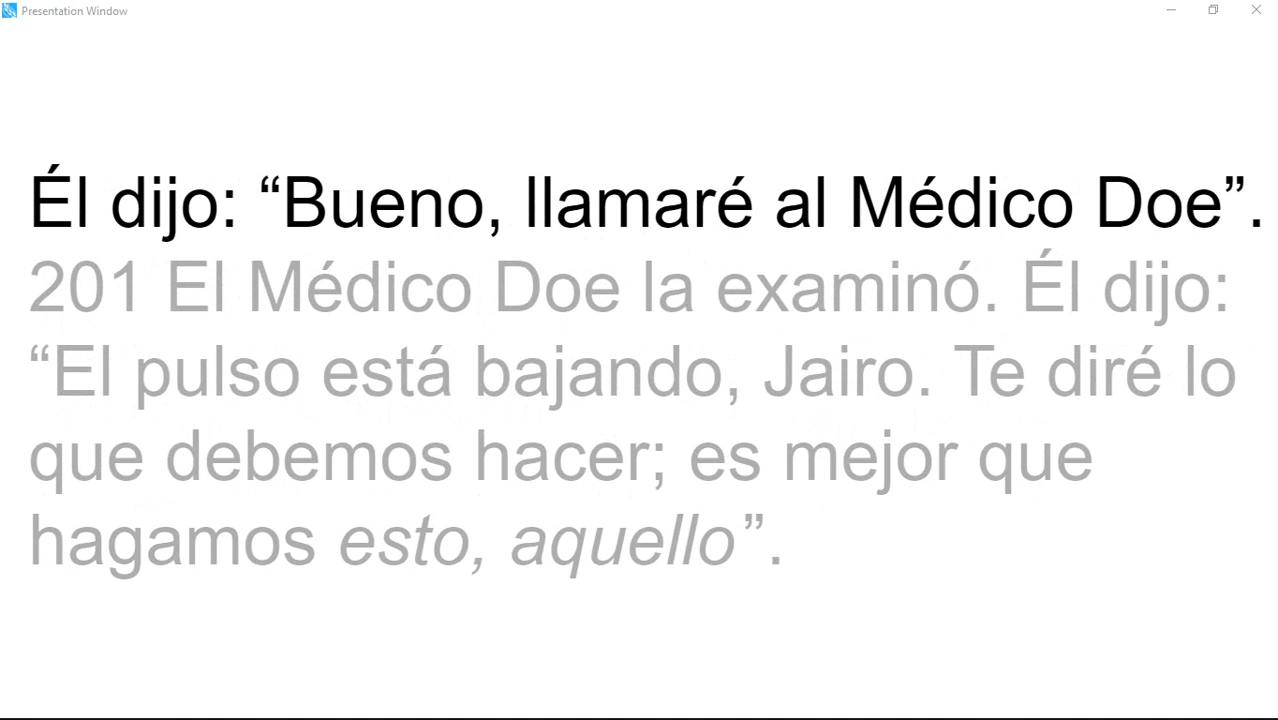 Presentation Window
Él dijo: “Bueno, llamaré al Médico Doe”.
201 El Médico Doe la examinó. Él dijo:
“El pulso está bajando, Jairo. Te diré lo
que debemos hacer; es mejor que
hagamos esto, aquello”.